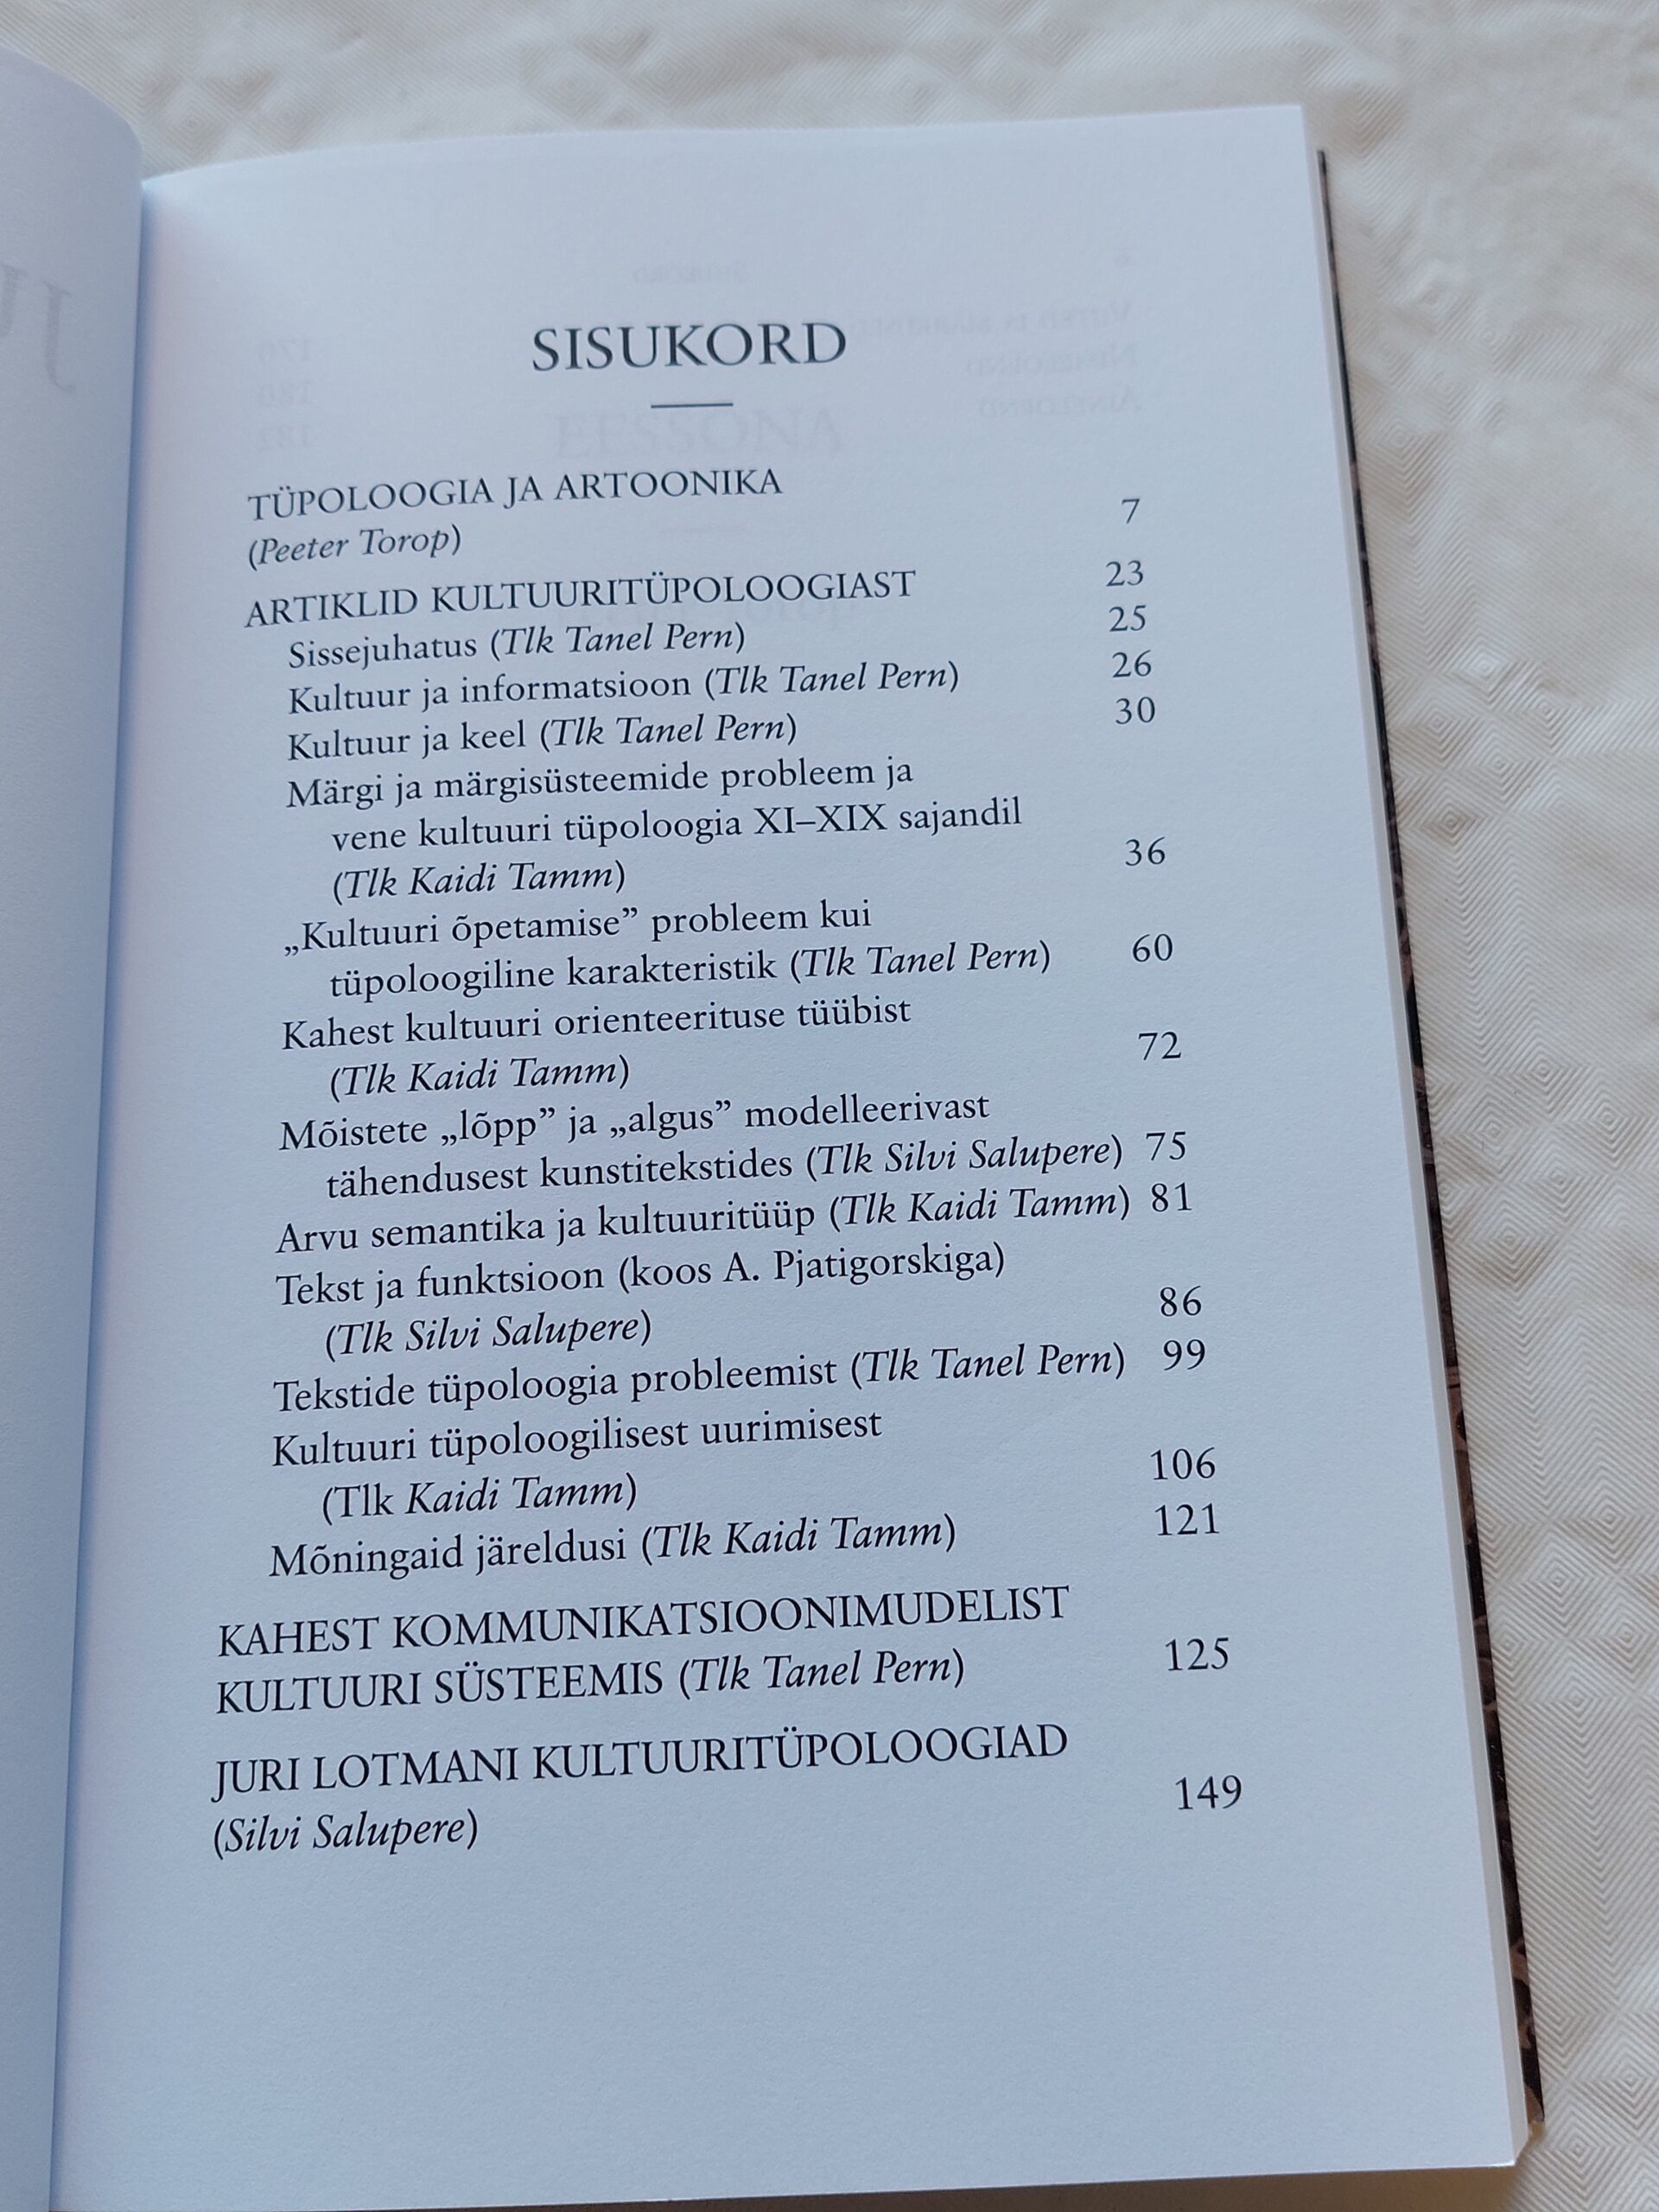 SISUKORD
TÜPOLOOGIA JA ARTOONIKA
(Peeter Torop) 7
ARTIKLID KULTUURITÜPOLOOGIAST 23
Sissejuhatus (Tlk Tanel Pern) 25
Kultuur ja informatsioon (Tlk Tanel Pern) 26
Kultuur ja keel (Tlk Tanel Pern) 30
Märgi ja märgisüsteemide probleem ja
vene kultuuri tüpoloogia XI–XIX sajandil
(Tlk Kaidi Tamm) 36
„Kultuuri õpetamise” probleem kui
tüpoloogiline karakteristik (Tlk Tanel Pern) 60
Kahest kultuuri orienteerituse tüübist
(Tlk Kaidi Tamm) 72
Mõistete „lõpp” ja „algus” modelleerivast
tähendusest kunstitekstides (Tlk Silvi Salupere) 75
Arvu semantika ja kultuuritüüp (Tlk Kaidi Tamm) 81
Tekst ja funktsioon (koos A. Pjatigorskiga)
(Tlk Silvi Salupere) 86
Tekstide tüpoloogia probleemist (Tlk Tanel Pern) 99
Kultuuri tüpoloogilisest uurimisest
(Tlk Kaidi Tamm) 106
Mõningaid järeldusi (Tlk Kaidi Tamm) 121
KAHEST KOMMUNIKATSIOONIMUDELIST
KULTUURI SÜSTEEMIS (Tlk Tanel Pern) 125
JURI LOTMANI KULTUURITÜPOLOOGIAD
(Silvi Salupere) 149